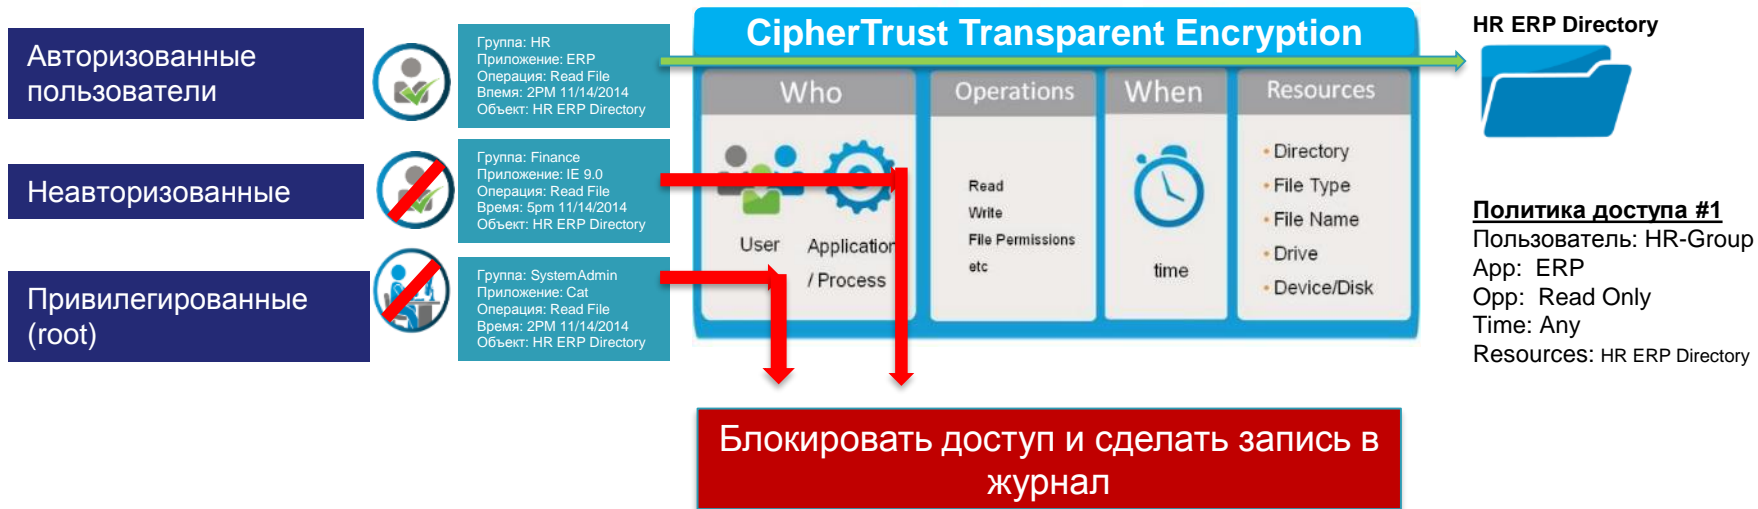 Авторизованные
пользователи
Группа: HR
Приложение: ERP
Операция: Read File
Впемя: 2PM 11/14/2014
Объект: HR ERP Directory
Неавторизованные
Группа: Finance
Приложение: IE 9.0
Операция: Read File
Время: 5pm 11/14/2014
Объект: HR ERP Directory
Привилегированные
(root)
Группа: SystemAdmin
Приложение: Cat
Операция: Read File
Время: 2PM 11/14/2014
Объект: HR ERP Directory
CipherTrust Transparent Encryption
Who
User
Application
/ Process
Operations
Read
Write
File Permissions
etc
When
time
Resources
• Directory
• File Type
• File Name
• Drive
• Device/Disk
Блокировать доступ и сделать запись в
журнал
HR ERP Directory
Политика доступа #1
Пользователь: HR-Group
App: ERP
Opp: Read Only
Time: Any
Resources: HR ERP Directory